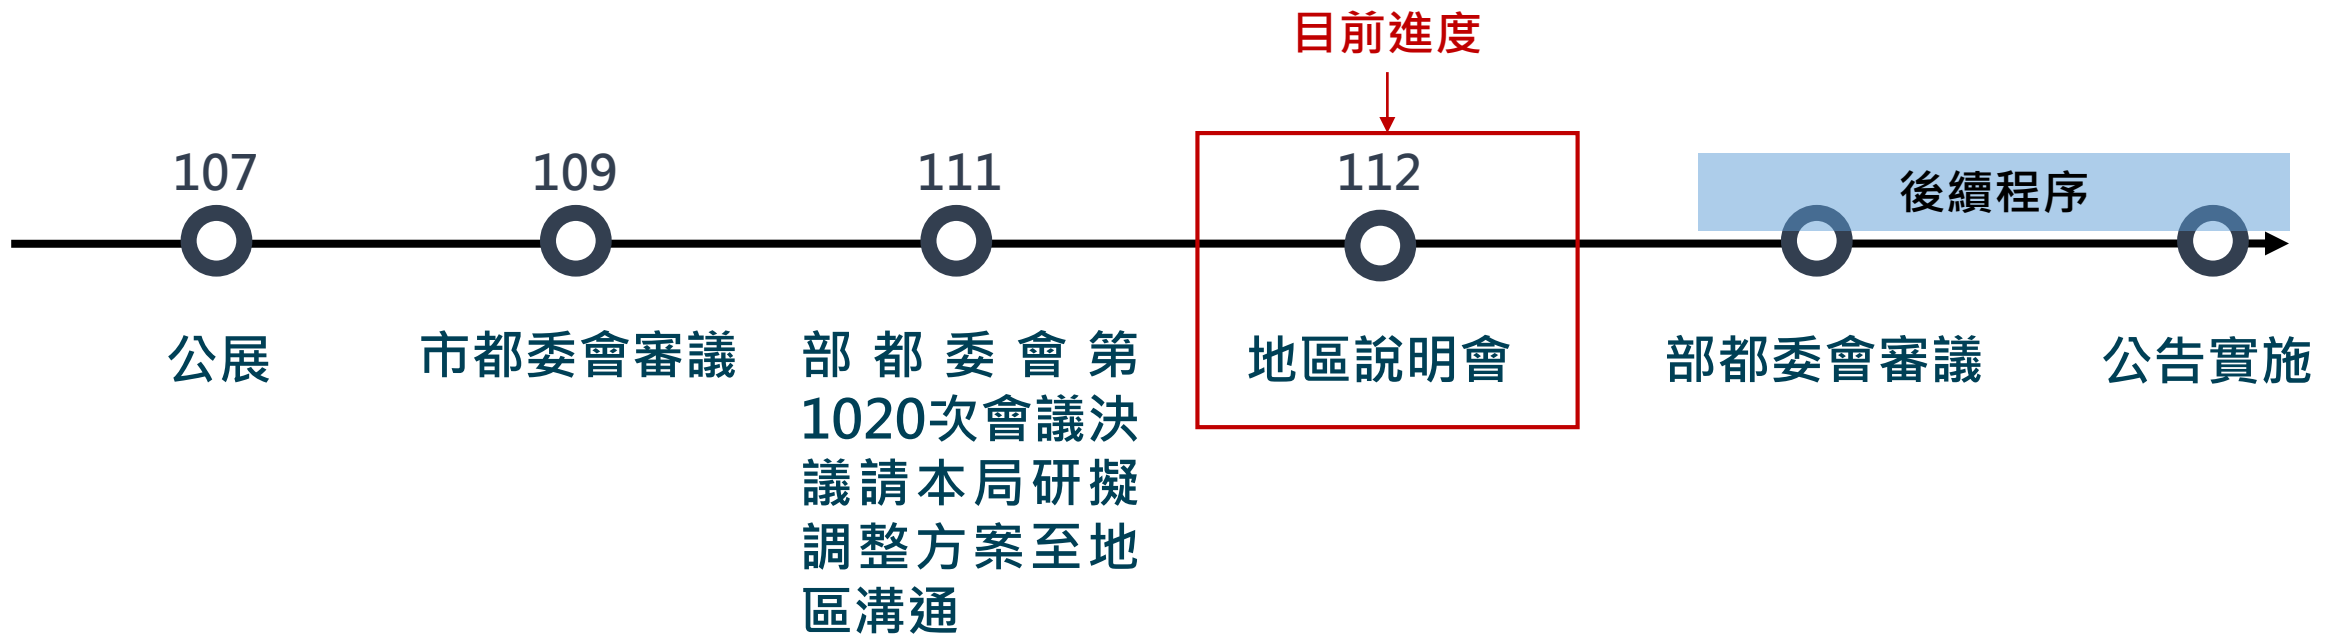 目前進度
107
109
111
112
後續程序
公展
市都委會審議
部都委會第
1020次會議決
議請本局研擬
調整方案至地
區溝通
地區說明會
部都委會審議
公告實施